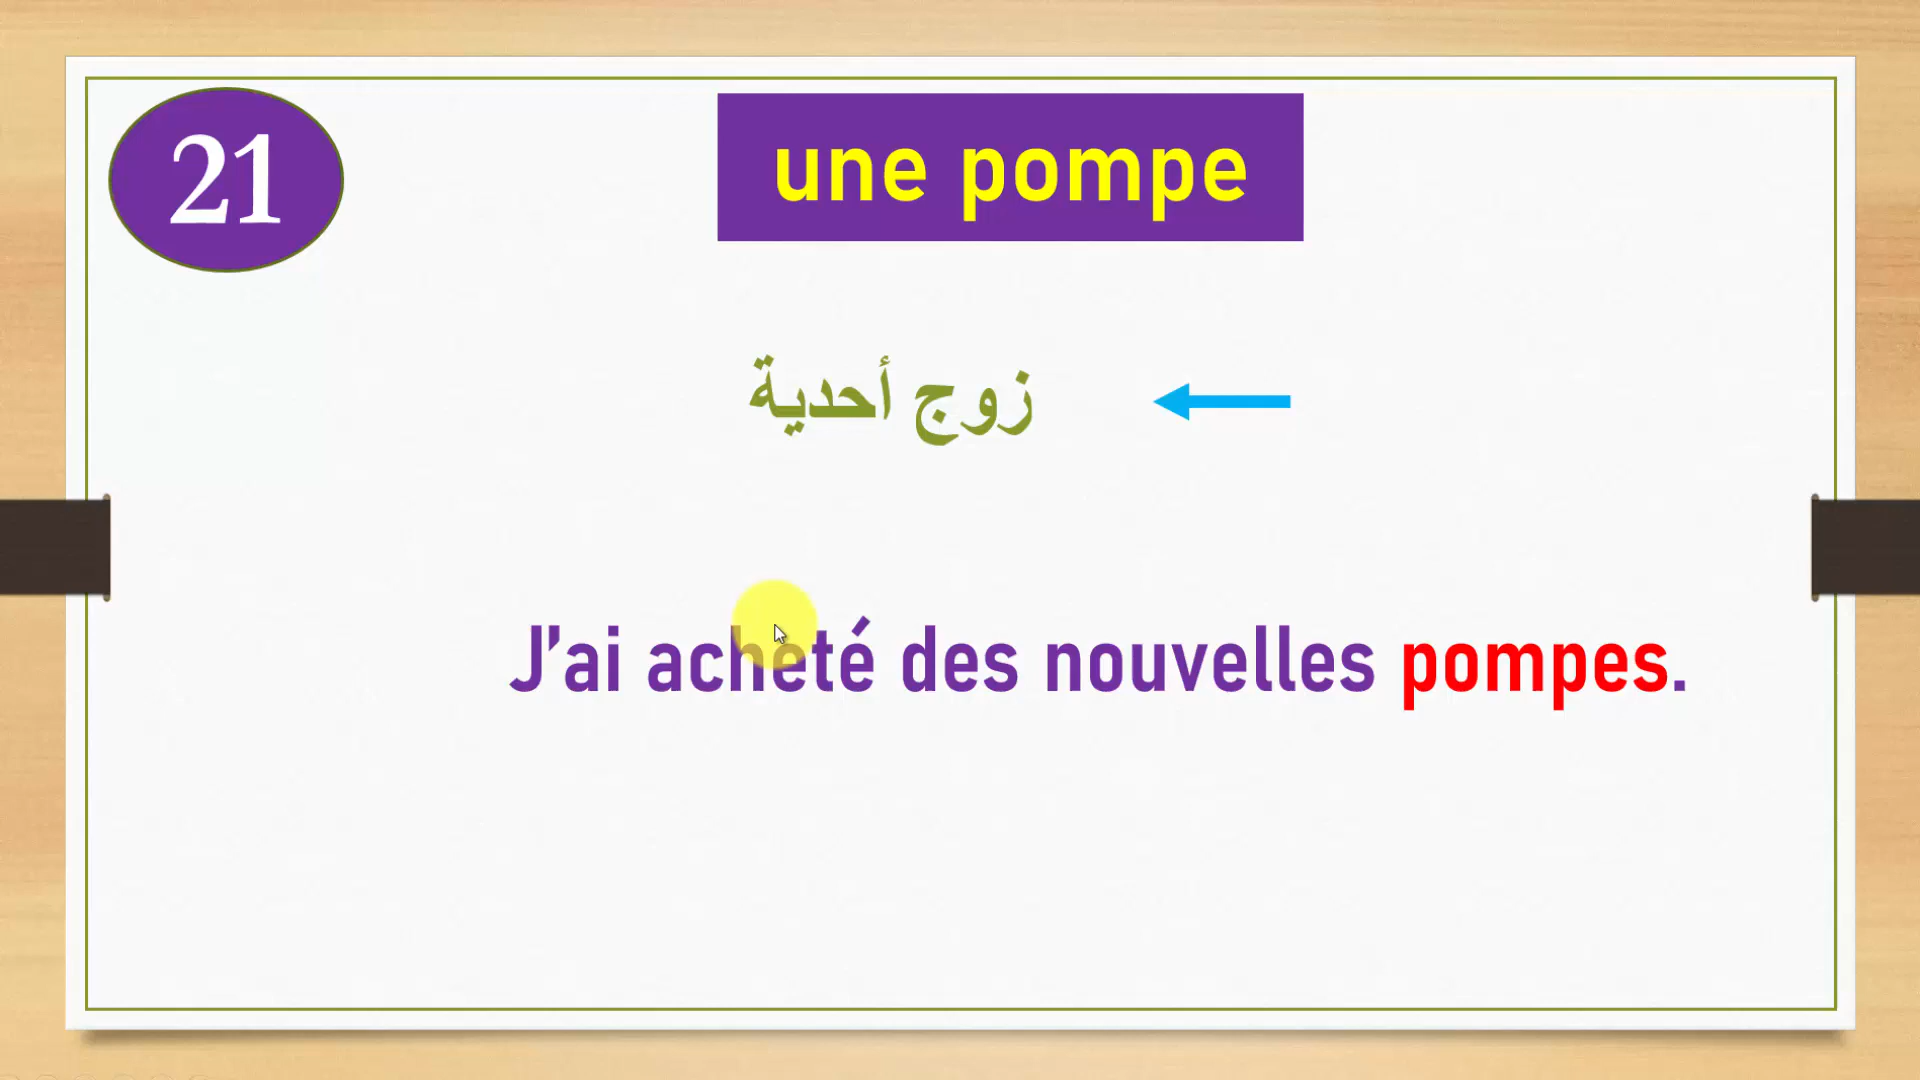 21
une pompe
زوج أحدية
J'ai acheté des nouvelles pompes.